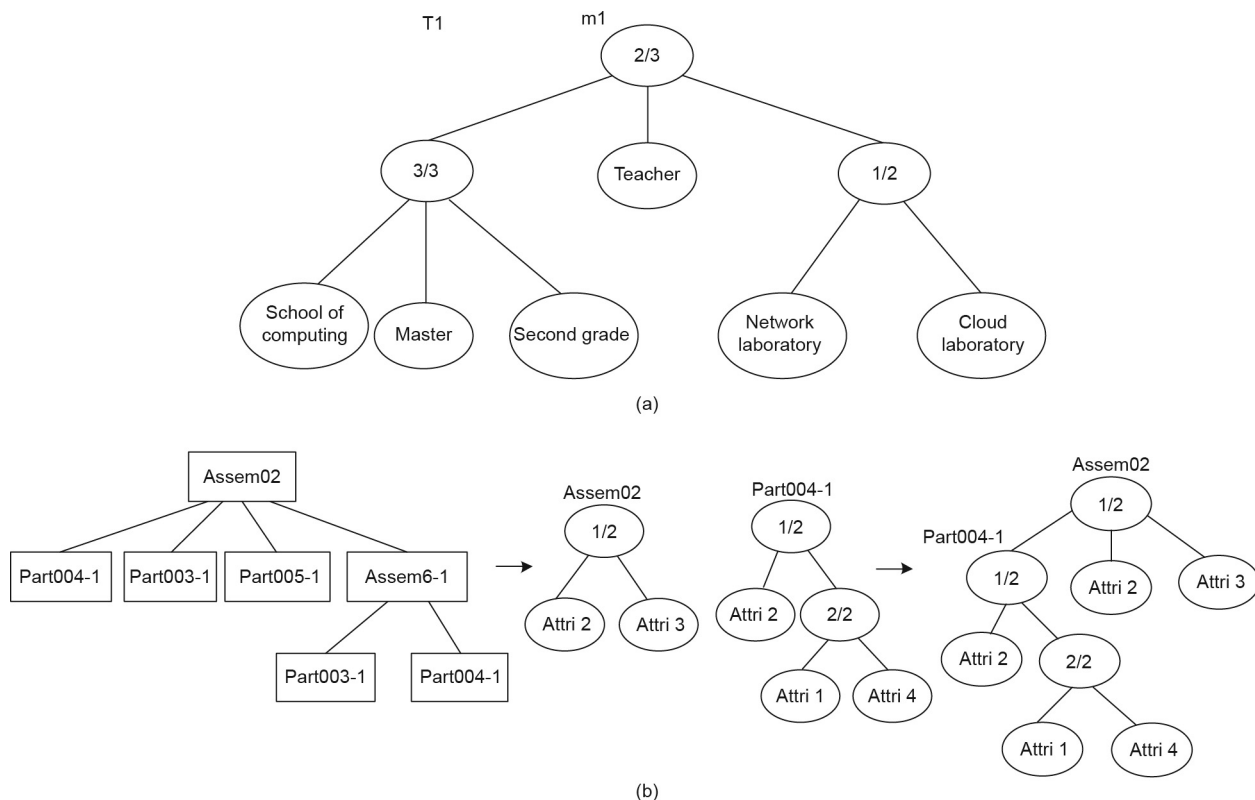 T1
m1
2/3
3/3
Teacher
1/2
School of
computing
Master
Second grade
Network
laboratory
Cloud
laboratory
(a)
Assem02
Part004-1
Part003-1
Part005-1
Assem6-1
Part003-1
Part004-1
Assem02
1/2
Attri 2
Attri 3
Part004-1
1/2
Attri 2
2/2
Attri 1
Attri 4
Assem02
1/2
Part004-1
1/2
Attri 2
Attri 3
Attri 2
2/2
Attri 1
Attri 4
(b)